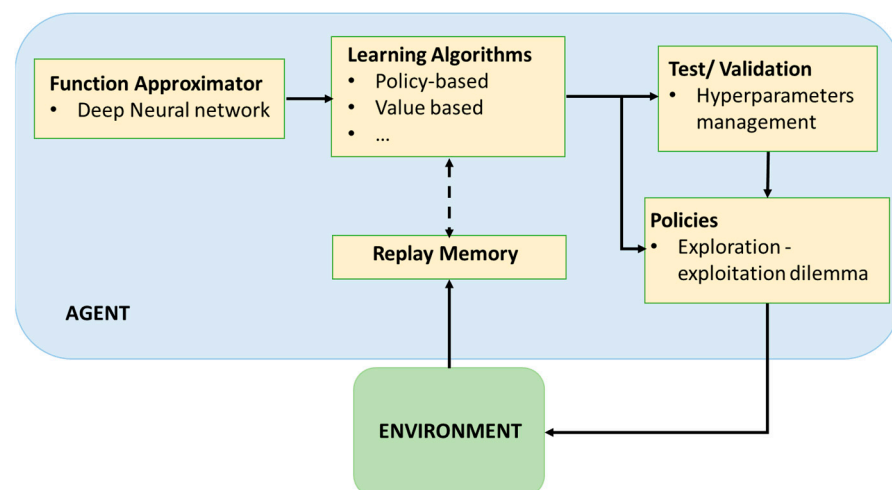 Function Approximator
• Deep Neural network
Learning Algorithms
• Policy-based
• Value based
• ...
Test/ Validation
• Hyperparameters
management
Replay Memory
Policies
• Exploration -
exploitation dilemma
AGENT
ENVIRONMENT